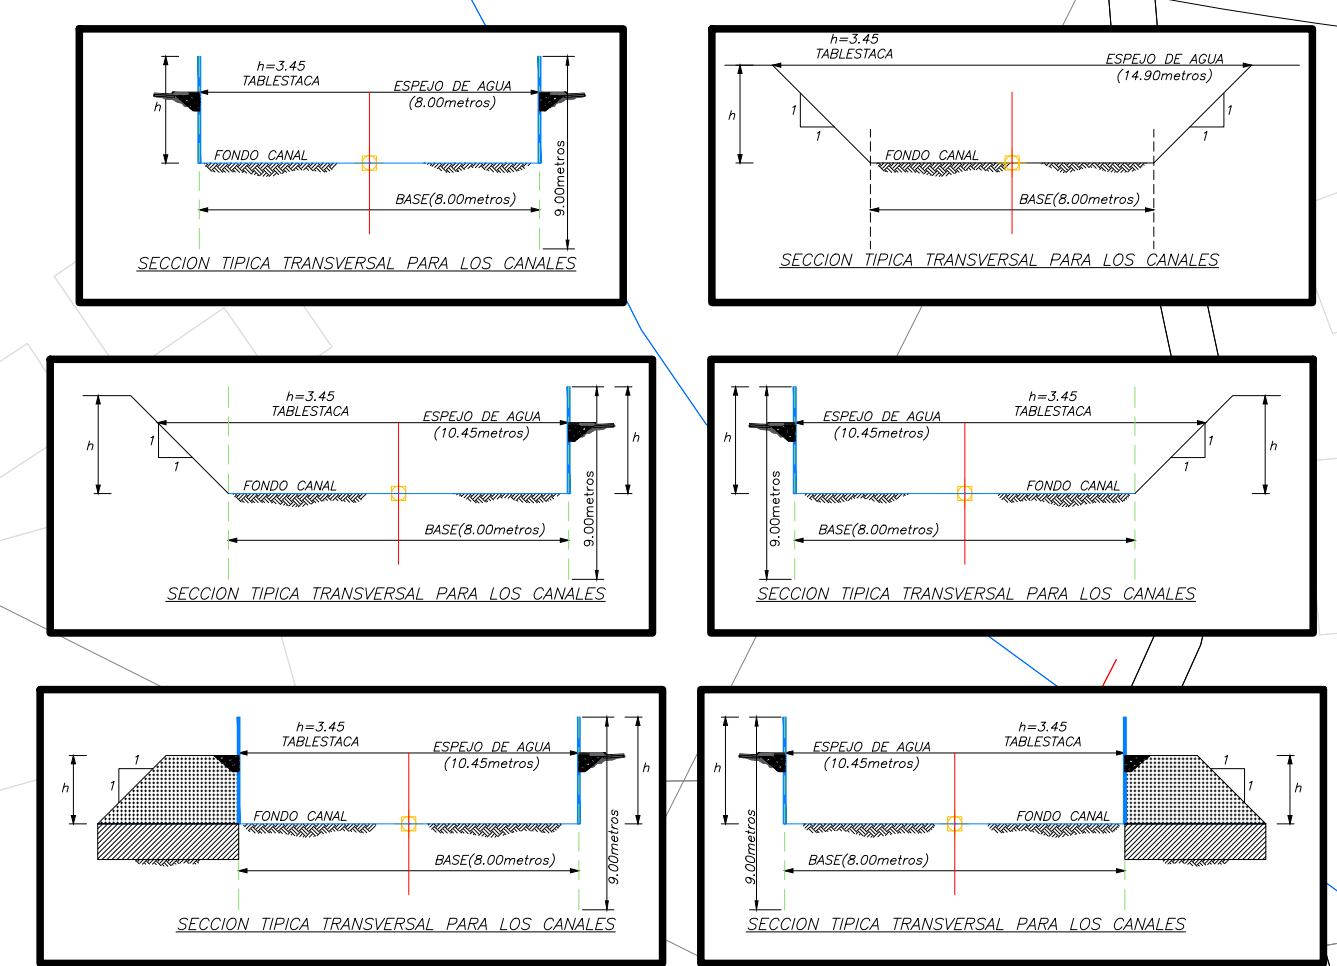 h=3.45
TABLESTACA
ESPEJO DE AGUA
(8.00metros)
h
FONDO CANAL
BASE(8.00metros)
9.00metros
SECCION TIPICA TRANSVERSAL PARA LOS CANALES
h=3.45
TABLESTACA
ESPEJO DE AGUA
(14.90metros)
h
1
1
1
1
FONDO CANAL
BASE(8.00metros)
SECCION TIPICA TRANSVERSAL PARA LOS CANALES
h=3.45
TABLESTACA
ESPEJO DE AGUA
(10.45metros)
h
1
1
h
FONDO CANAL
BASE(8.00metros)
9.00metros
SECCION TIPICA TRANSVERSAL PARA LOS CANALES
h=3.45
TABLESTACA
ESPEJO DE AGUA
(10.45metros)
h
1
1
h
FONDO CANAL
BASE(8.00metros)
9.00metros
SECCION TIPICA TRANSVERSAL PARA LOS CANALES
h=3.45
TABLESTACA
ESPEJO DE AGUA
(10.45metros)
1
1
h
h
FONDO CANAL
BASE(8.00metros)
9.00metros
SECCION TIPICA TRANSVERSAL PARA LOS CANALES
h=3.45
TABLESTACA
ESPEJO DE AGUA
(10.45metros)
h
1
1
h
FONDO CANAL
BASE(8.00metros)
9.00metros
SECCION TIPICA TRANSVERSAL PARA LOS CANALES